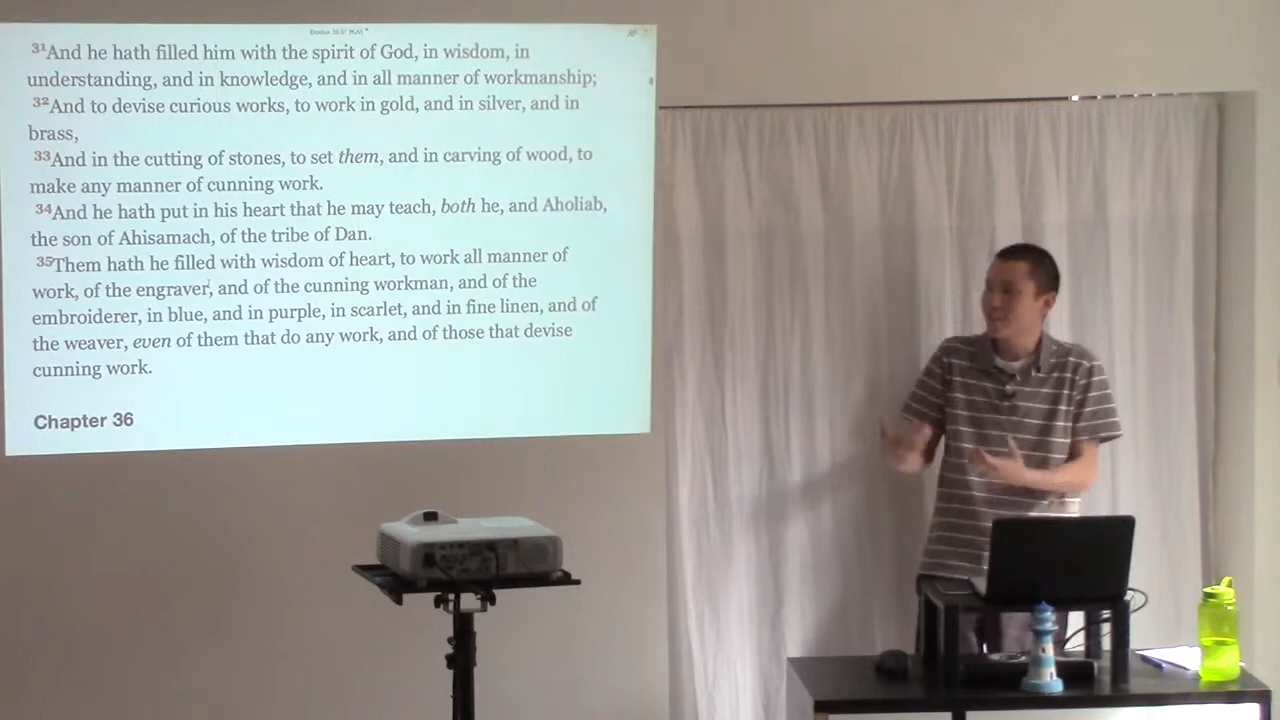 Exodus 35:31 (KJV)
31And he hath filled him with the spirit of God, in wisdom, in
understanding, and in knowledge, and in all manner of workmanship;
32And to devise curious works, to work in gold, and in silver, and in
brass,
33And in the cutting of stones, to set them, and in carving of wood, to
make any manner of cunning work.
34And he hath put in his heart that he may teach, both he, and Aholiab,
the son of Ahisamach, of the tribe of Dan.
35Them hath he filled with wisdom of heart, to work all manner of
work, of the engraver, and of the cunning workman, and of the
embroiderer, in blue, and in purple, in scarlet, and in fine linen, and of
the weaver, even of them that do any work, and of those that devise
cunning work.
Chapter 36